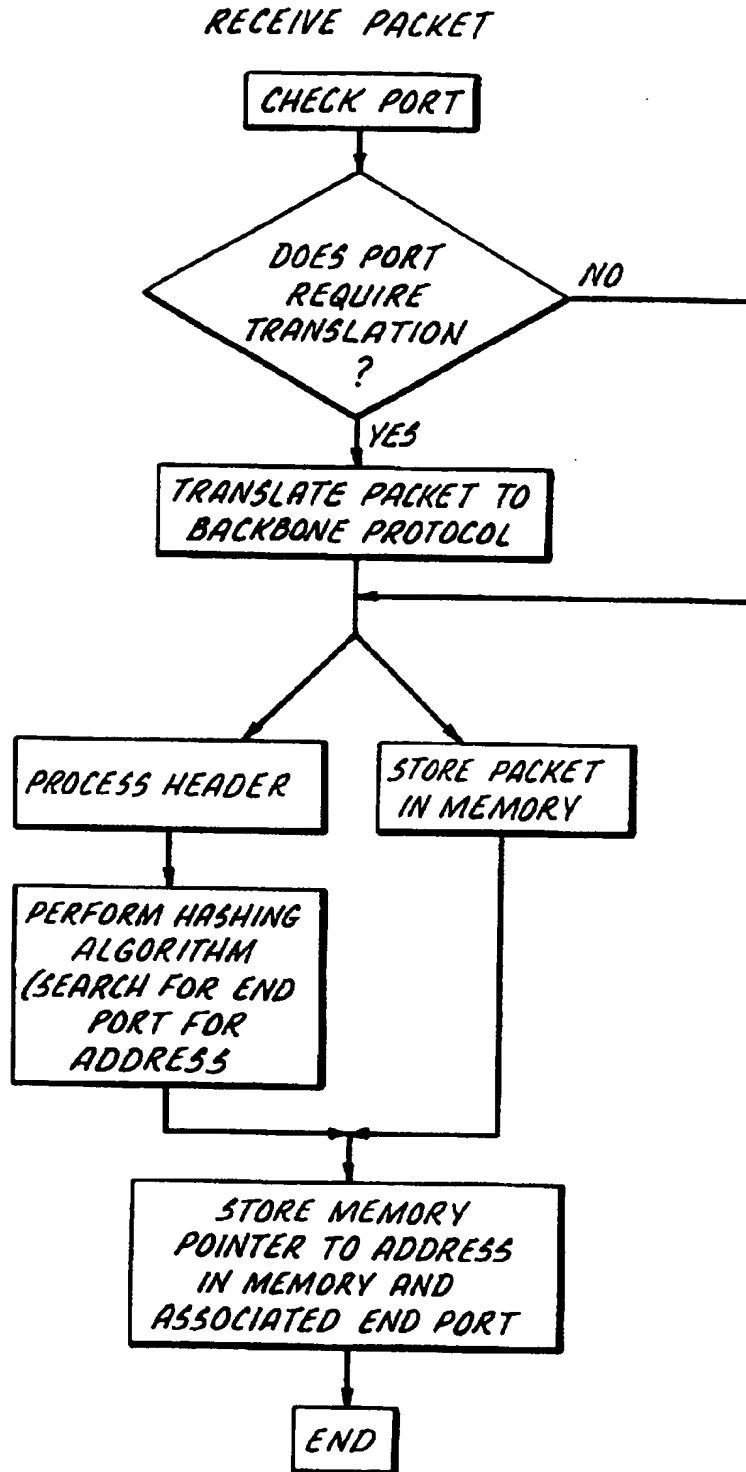 RECEIVE PACKET
CHECK PORT
DOES PORT
REQUIRE
TRANSLATION
?
NO
YES
TRANSLATE PACKET TO
BACKBONE PROTOCOL
PROCESS HEADER
STORE PACKET
IN MEMORY
PERFORM HASHING
ALGORITHM
(SEARCH FOR END
PORT FOR
ADDRESS
STORE MEMORY
POINTER TO ADDRESS
IN MEMORY AND
ASSOCIATED END PORT
END